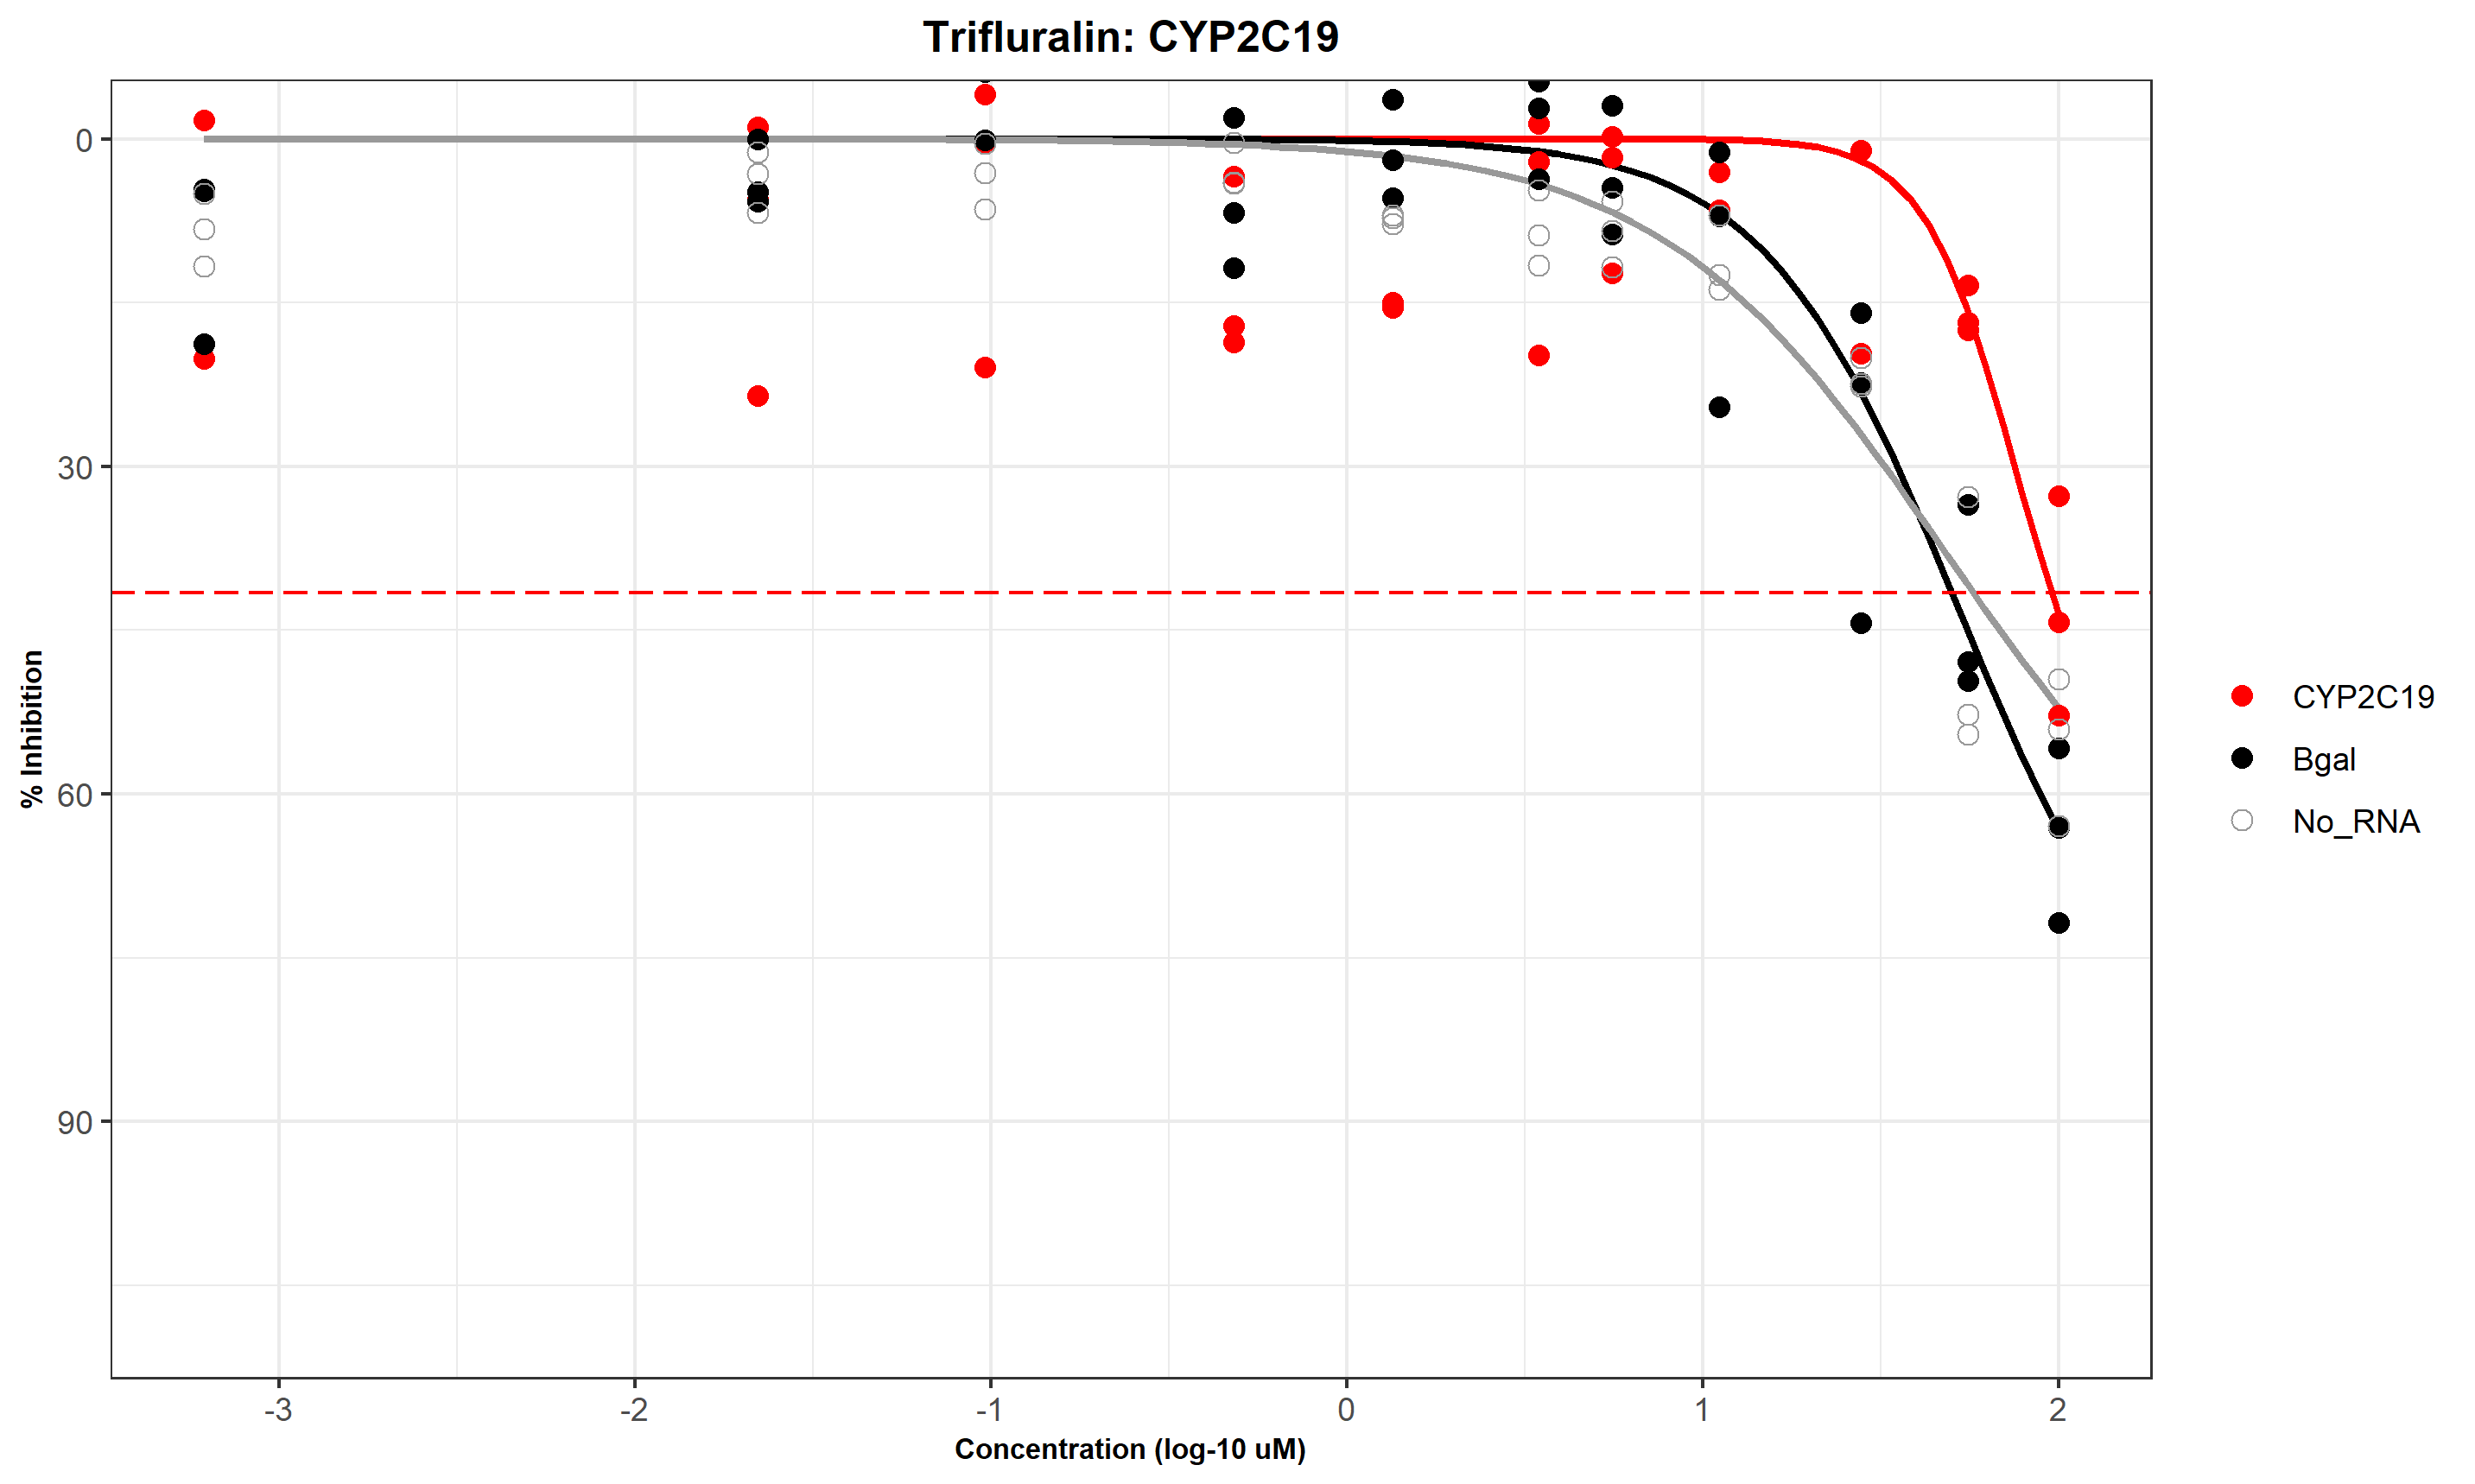 Trifluralin: CYP2C19
0
30
60
90
% Inhibition
-3
-2
-1
0
1
2
Concentration (log-10 uM)
CYP2C19
Bgal
No_RNA